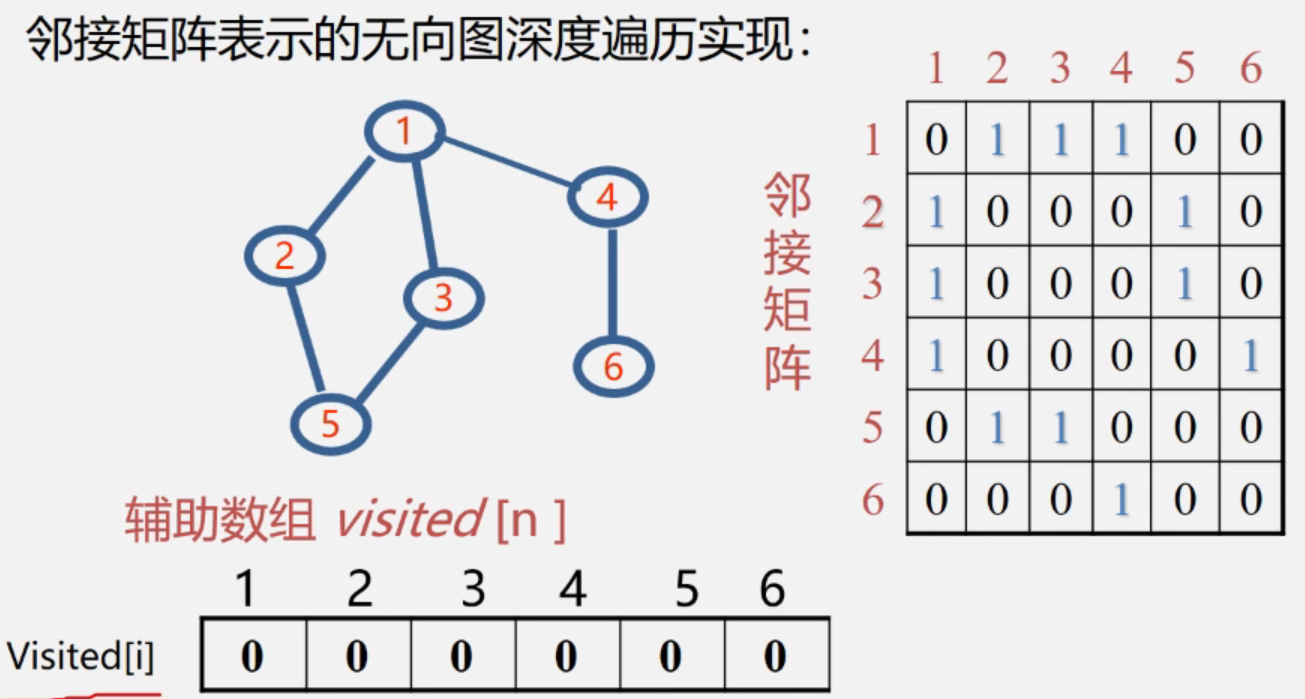 邻接矩阵表示的无向图深度遍历实现：
1
4
2
3
6
5
邻接矩阵
1 2 3 4 5 6
1 0 1 1 1 0 0
2 1 0 0 0 1 0
3 1 0 0 0 1 0
4 1 0 0 0 0 1
5 0 1 1 0 0 0
6 0 0 0 1 0 0
辅助数组 visited [n ]
1 2 3 4 5 6
Visited[i] 0 0 0 0 0 0